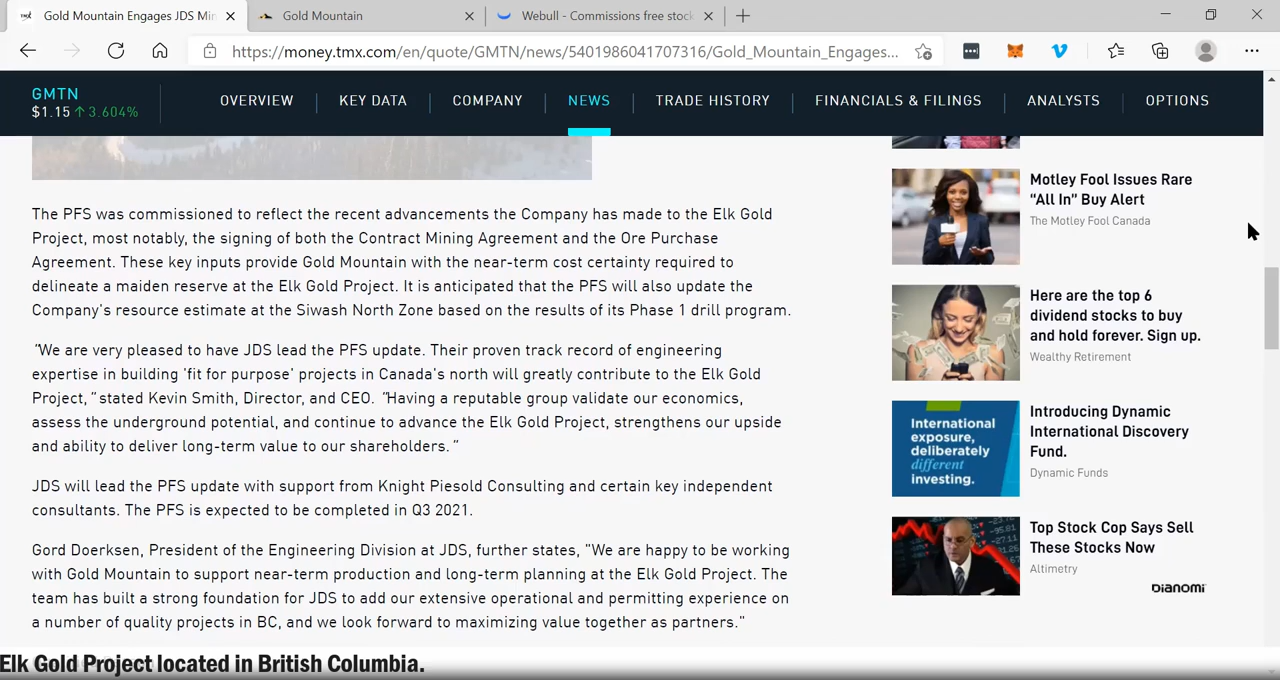 Gold Mountain Engages JDS Min
Gold Mountain
Webull - Commissions free stock
https://money.tmx.com/en/quote/GMTN/news/5401986041707316/Gold_Mountain_Engages...
GMTN
$1.15 ↑ 3.604%
OVERVIEW
KEY DATA
COMPANY
NEWS
TRADE HISTORY
FINANCIALS & FILINGS
ANALYSTS
OPTIONS
The PFS was commissioned to reflect the recent advancements the Company has made to the Elk Gold
Project, most notably, the signing of both the Contract Mining Agreement and the Ore Purchase
Agreement. These key inputs provide Gold Mountain with the near-term cost certainty required to
delineate a maiden reserve at the Elk Gold Project. It is anticipated that the PFS will also update the
Company's resource estimate at the Siwash North Zone based on the results of its Phase 1 drill program.
"We are very pleased to have JDS lead the PFS update. Their proven track record of engineering
expertise in building 'fit for purpose' projects in Canada's north will greatly contribute to the Elk Gold
Project," stated Kevin Smith, Director, and CEO. "Having a reputable group validate our economics,
assess the underground potential, and continue to advance the Elk Gold Project, strengthens our upside
and ability to deliver long-term value to our shareholders."
JDS will lead the PFS update with support from Knight Piesold Consulting and certain key independent
consultants. The PFS is expected to be completed in Q3 2021.
Gord Doerksen, President of the Engineering Division at JDS, further states, "We are happy to be working
with Gold Mountain to support near-term production and long-term planning at the Elk Gold Project. The
team has built a strong foundation for JDS to add our extensive operational and permitting experience on
a number of quality projects in BC, and we look forward to maximizing value together as partners."
Motley Fool Issues Rare
"All In" Buy Alert
The Motley Fool Canada
Here are the top 6
dividend stocks to buy
and hold forever. Sign up.
Wealthy Retirement
International
exposure,
deliberately
different
investing.
Introducing Dynamic
International Discovery
Fund.
Dynamic Funds
Top Stock Cop Says Sell
These Stocks Now
Altimetry
Dianomi
Elk Gold Project located in British Columbia.